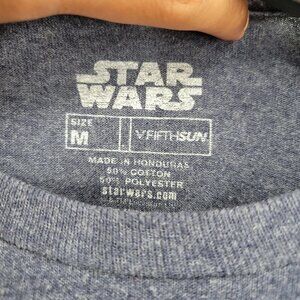 STAR
WARS
SIZE
M
V.FIFTHSUN
MADE IN HONDURAS
50% COTTON
50% POLYESTER
starwars.com